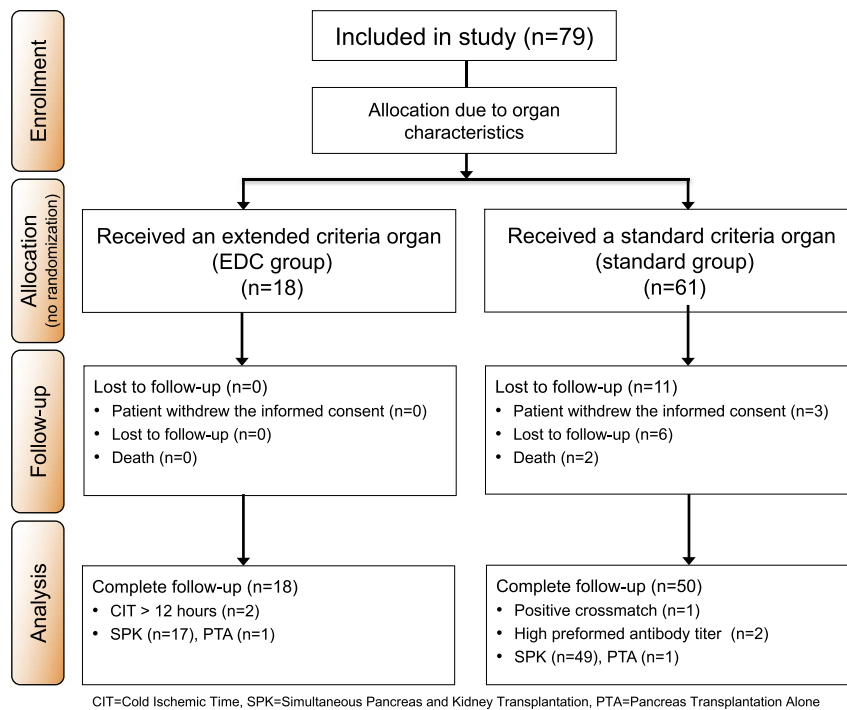 Enrollment
Included in study (n=79)
Allocation due to organ
characteristics
Allocation
(no randomization)
Received an extended criteria organ
(EDC group)
(n=18)
Received a standard criteria organ
(standard group)
(n=61)
Follow-up
Lost to follow-up (n=0)
• Patient withdrew the informed consent (n=0)
• Lost to follow-up (n=0)
• Death (n=0)
Lost to follow-up (n=11)
• Patient withdrew the informed consent (n=3)
• Lost to follow-up (n=6)
• Death (n=2)
Analysis
Complete follow-up (n=18)
• CIT > 12 hours (n=2)
• SPK (n=17), PTA (n=1)
Complete follow-up (n=50)
• Positive crossmatch (n=1)
• High preformed antibody titer (n=2)
• SPK (n=49), PTA (n=1)
CIT=Cold Ischemic Time, SPK=Simultaneous Pancreas and Kidney Transplantation, PTA=Pancreas Transplantation Alone